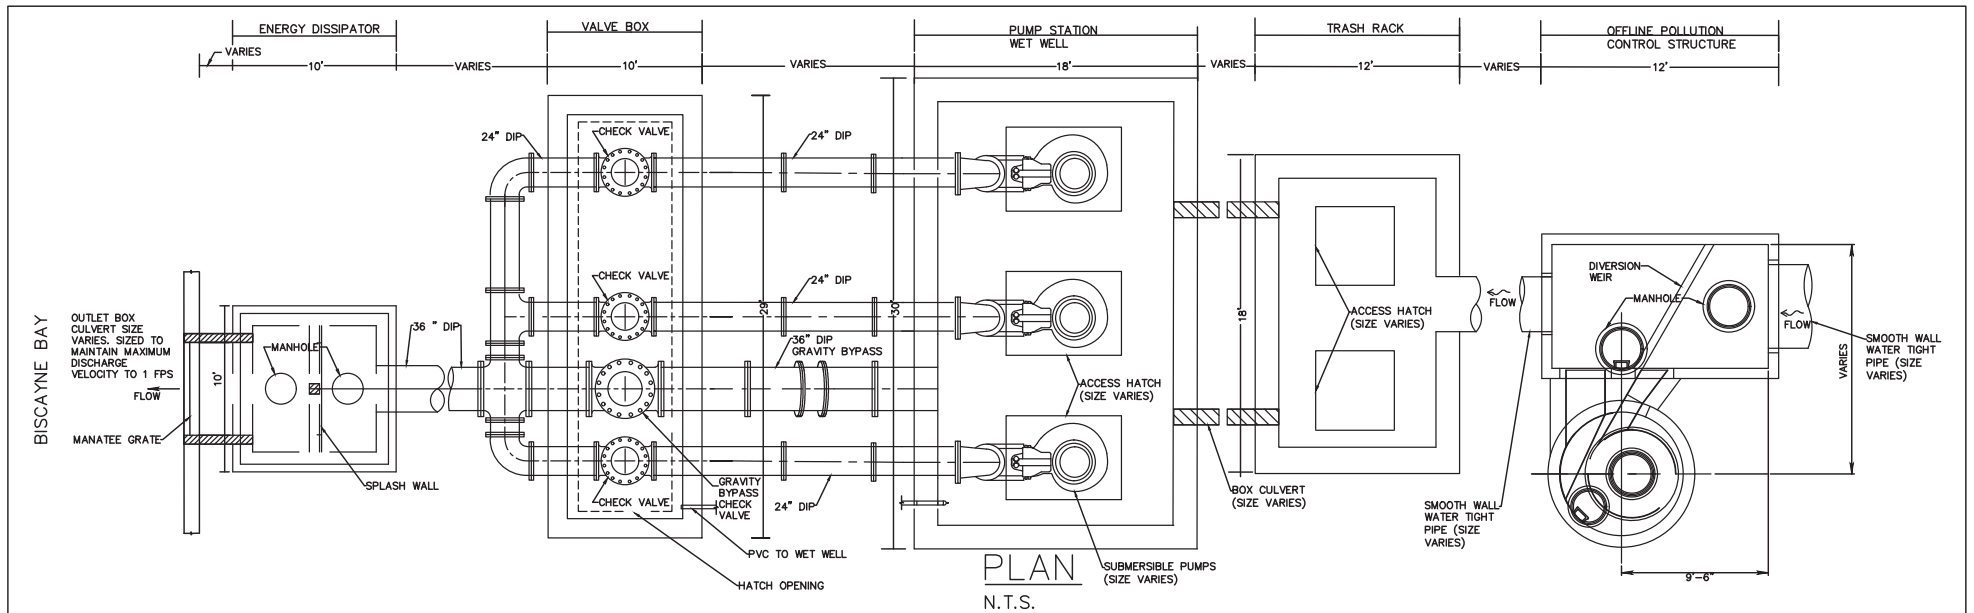 ENERGY DISSIPATOR
VALVE BOX
PUMP STATION
WET WELL
TRASH RACK
OFFLINE POLLUTION
CONTROL STRUCTURE
VARIES
10'
VARIES
10'
VARIES
18'
VARIES
12'
VARIES
12'
24" DIP
CHECK VALVE
24" DIP
CHECK VALVE
24" DIP
29'
30'
18'
DIVERSION
WEIR
MANHOLE
FLOW
FLOW
ACCESS HATCH
(SIZE VARIES)
SMOOTH WALL
WATER TIGHT
PIPE (SIZE
VARIES)
VARIES
BISCAYNE BAY
OUTLET BOX
CULVERT SIZE
VARIES. SIZED TO
MAINTAIN MAXIMUM
DISCHARGE
VELOCITY TO 1 FPS
FLOW
10'
MANHOLE
36 " DIP
36" DIP
GRAVITY BYPASS
ACCESS HATCH
(SIZE VARIES)
MANATEE GRATE
SPLASH WALL
CHECK VALVE
GRAVITY
BYPASS
CHECK
VALVE
24" DIP
BOX CULVERT
(SIZE VARIES)
SMOOTH WALL
WATER TIGHT
PIPE (SIZE
VARIES)
PVC TO WET WELL
HATCH OPENING
SUBMERSIBLE PUMPS
(SIZE VARIES)
9'-6"
PLAN
N.T.S.